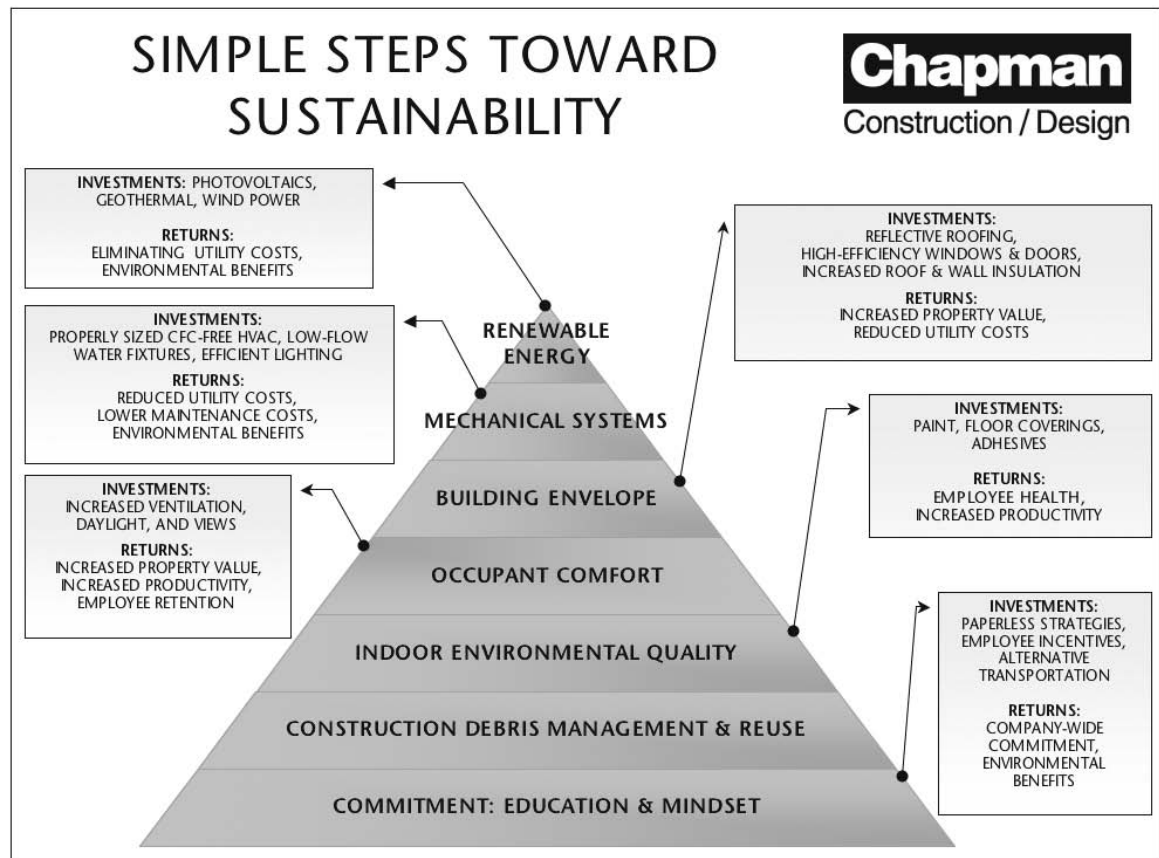 SIMPLE STEPS TOWARD
SUSTAINABILITY
Chapman
Construction / Design
INVESTMENTS: PHOTOVOLTAICS,
GEOTHERMAL, WIND POWER
RETURNS:
ELIMINATING UTILITY COSTS,
ENVIRONMENTAL BENEFITS
INVESTMENTS:
REFLECTIVE ROOFING,
HIGH-EFFICIENCY WINDOWS & DOORS,
INCREASED ROOF & WALL INSULATION
RETURNS:
INCREASED PROPERTY VALUE,
REDUCED UTILITY COSTS
INVESTMENTS:
PROPERLY SIZED CFC-FREE HVAC, LOW-FLOW
WATER FIXTURES, EFFICIENT LIGHTING
RETURNS:
REDUCED UTILITY COSTS,
LOWER MAINTENANCE COSTS,
ENVIRONMENTAL BENEFITS
INVESTMENTS:
PAINT, FLOOR COVERINGS,
ADHESIVES
RETURNS:
EMPLOYEE HEALTH,
INCREASED PRODUCTIVITY
INVESTMENTS:
INCREASED VENTILATION,
DAYLIGHT, AND VIEWS
RETURNS:
INCREASED PROPERTY VALUE,
INCREASED PRODUCTIVITY,
EMPLOYEE RETENTION
INVESTMENTS:
PAPERLESS STRATEGIES,
EMPLOYEE INCENTIVES,
ALTERNATIVE
TRANSPORTATION
RETURNS:
COMPANY-WIDE
COMMITMENT,
ENVIRONMENTAL
BENEFITS
RENEWABLE
ENERGY
MECHANICAL SYSTEMS
BUILDING ENVELOPE
OCCUPANT COMFORT
INDOOR ENVIRONMENTAL QUALITY
CONSTRUCTION DEBRIS MANAGEMENT & REUSE
COMMITMENT: EDUCATION & MINDSET